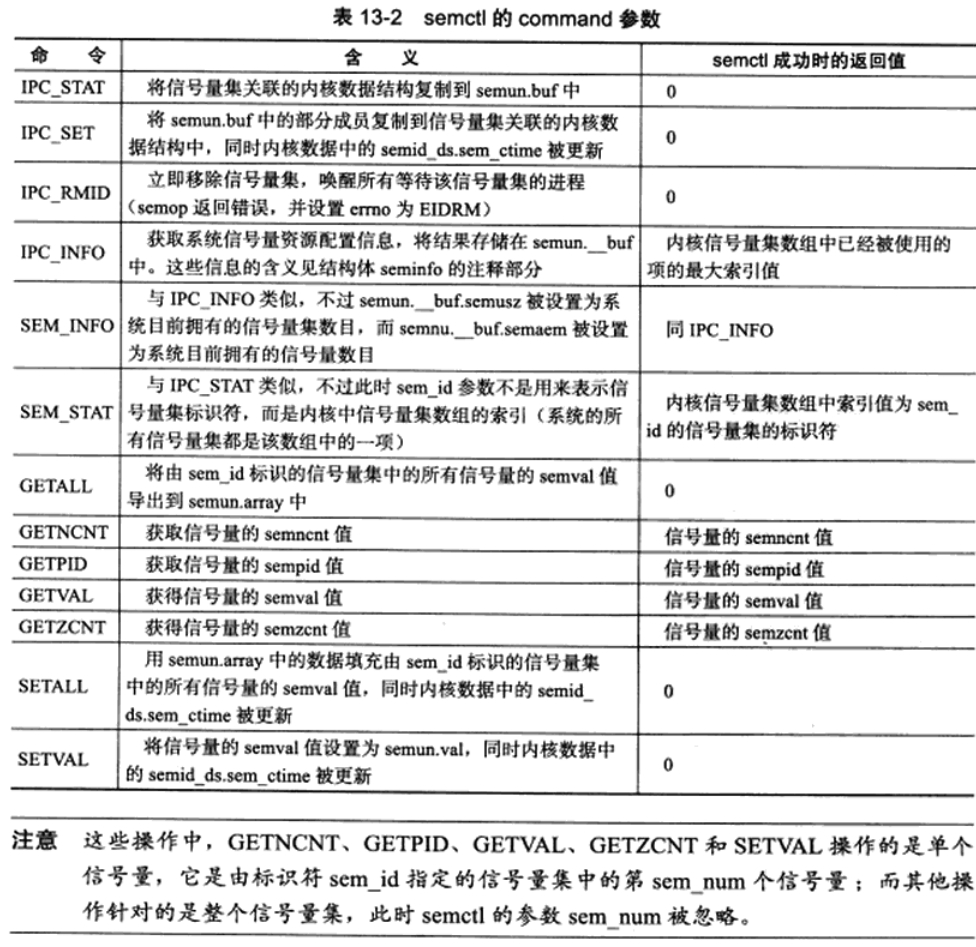 表 13-2 semctl 的 command 参数
命 令 含 义 semctl 成功时的返回值
IPC_STAT 将信号量集关联的内核数据结构复制到 semun.buf 中 0
将 semun.buf 中的部分成员复制到信号量集关联的内核数
IPC_SET 0
据结构中，同时内核数据中的 semid_ds.sem_ctime 被更新
立即移除信号量集，唤醒所有等待该信号量集的进程
IPC_RMID 0
（semop 返回错误，并设置 errno 为 EIDRM）
获取系统信号量资源配置信息，将结果存储在 semun.__buf 内核信号量集数组中已经被使用的
IPC_INFO
中。这些信息的含义见结构体 seminfo 的注释部分 项的最大索引值
与 IPC_INFO 类似，不过 semun.__buf.semusz 被设置为系
SEM_INFO 统目前拥有的信号量集数目，而 semnu.__buf.semaem 被设置 同 IPC_INFO
为系统目前拥有的信号量数目
与 IPC_STAT 类似，不过此时 sem_id 参数不是用来表示信
内核信号量集数组中索引值为 sem_
SEM_STAT 号量集标识符，而是内核中信号量集数组的索引（系统的所
id 的信号量集的标识符
有信号量集都是该数组中的一项）
将由 sem_id 标识的信号量集中的所有信号量的 semval 值
GETALL 0
导出到 semun.array 中
GETNCNT 获取信号量的 semncnt 值 信号量的 semncnt 值
GETPID 获取信号量的 sempid 值 信号量的 sempid 值
GETVAL 获得信号量的 semval 值 信号量的 semval 值
GETZCNT 获得信号量的 semzcnt 值 信号量的 semzcnt 值
用 semun.array 中的数据填充由 sem_id 标识的信号量集
SETALL 中的所有信号量的 semval 值，同时内核数据中的 semid_ 0
ds.sem_ctime 被更新
将信号量的 semval 值设置为 semun.val，同时内核数据中
SETVAL 0
的 semid_ds.sem_ctime 被更新
注意 这些操作中，GETNCNT、GETPID、GETVAL、GETZCNT 和 SETVAL 操作的是单个
信号量，它是由标识符 sem_id 指定的信号量集中的第 sem_num 个信号量；而其他操
作针对的是整个信号量集，此时 semctl 的参数 sem_num 被忽略。